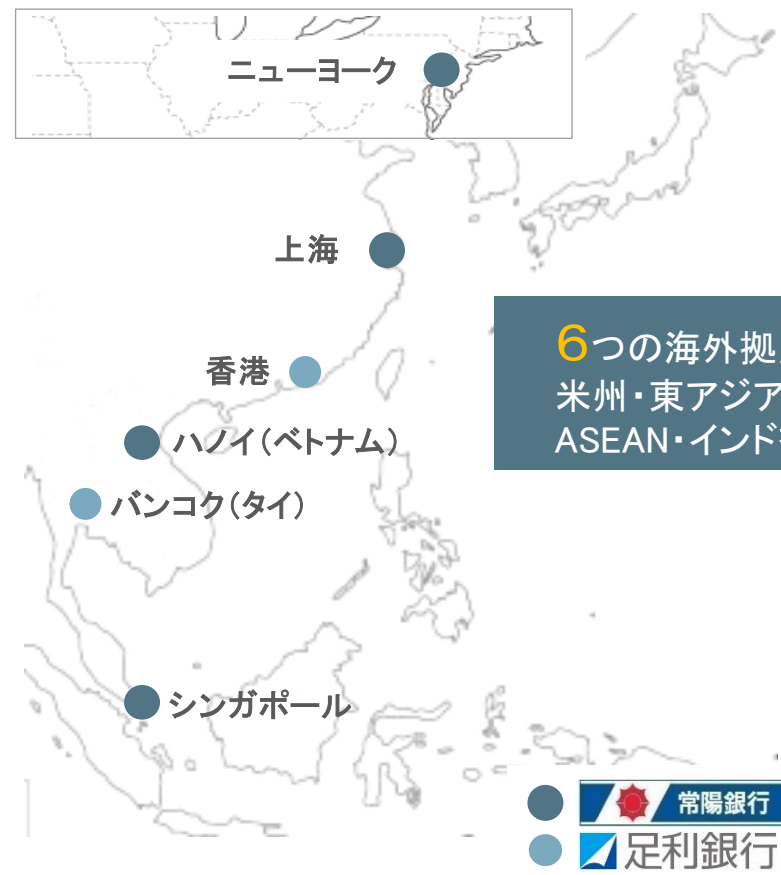 ニューヨーク
上海
香港
ハノイ(ベトナム)
バンコク(タイ)
6つの海外拠
米州・東アジア
ASEAN・インド
シンガポール
常陽銀行
足利銀行